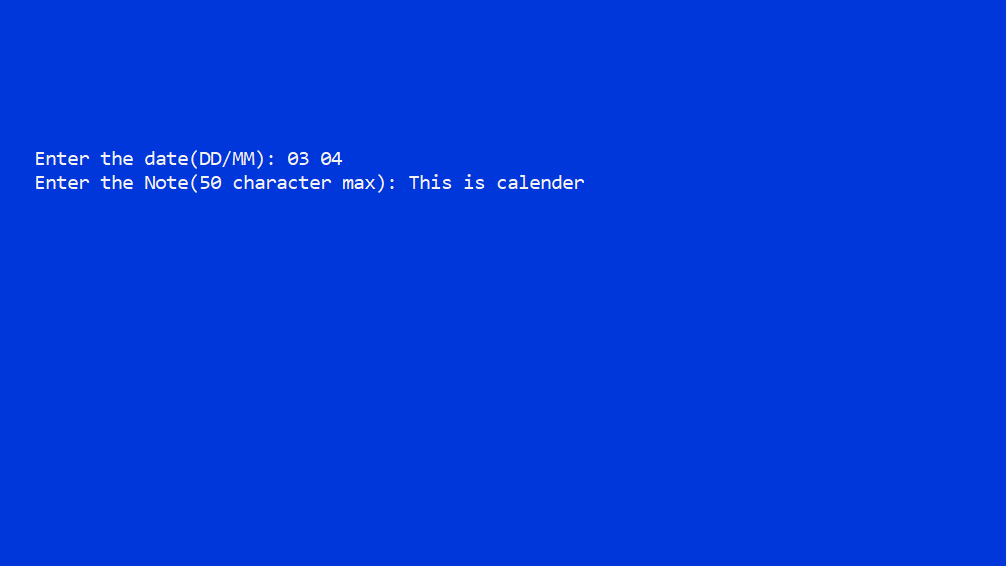 Enter the date(DD/MM): 03 04
Enter the Note(50 character max): This is calender